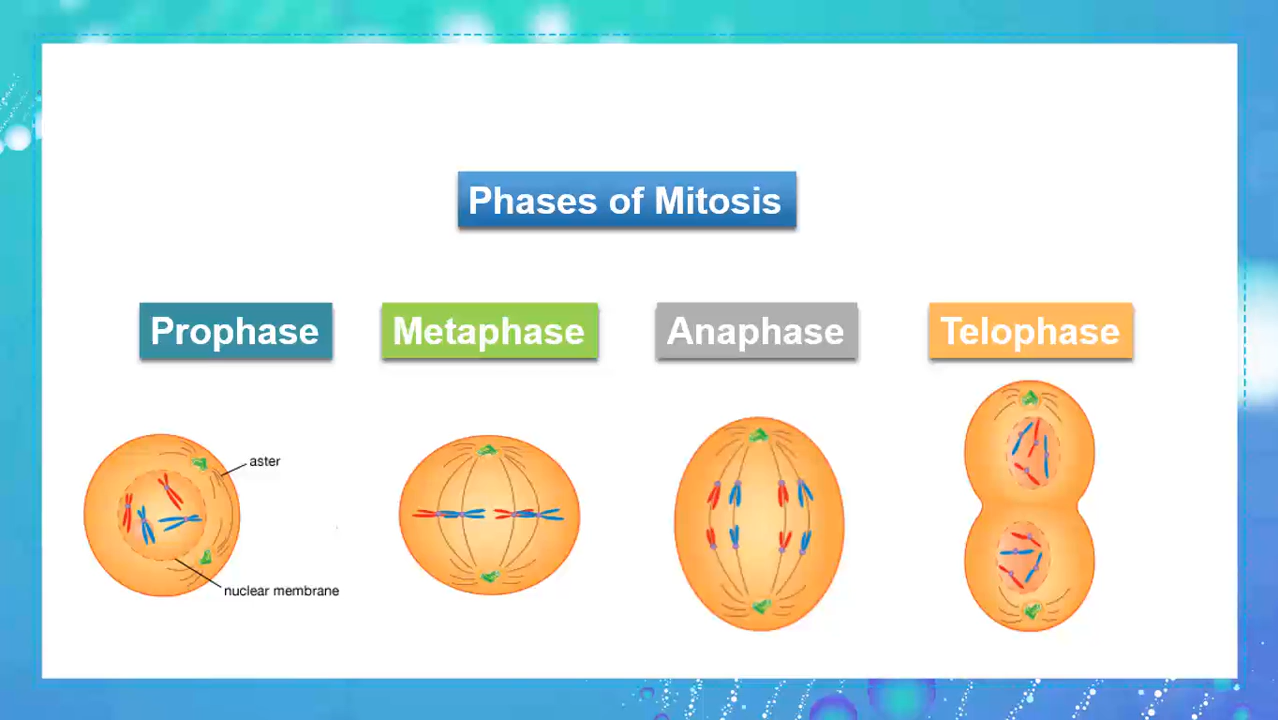 Phases of Mitosis
Prophase
Metaphase
Anaphase
Telophase
aster
nuclear membrane